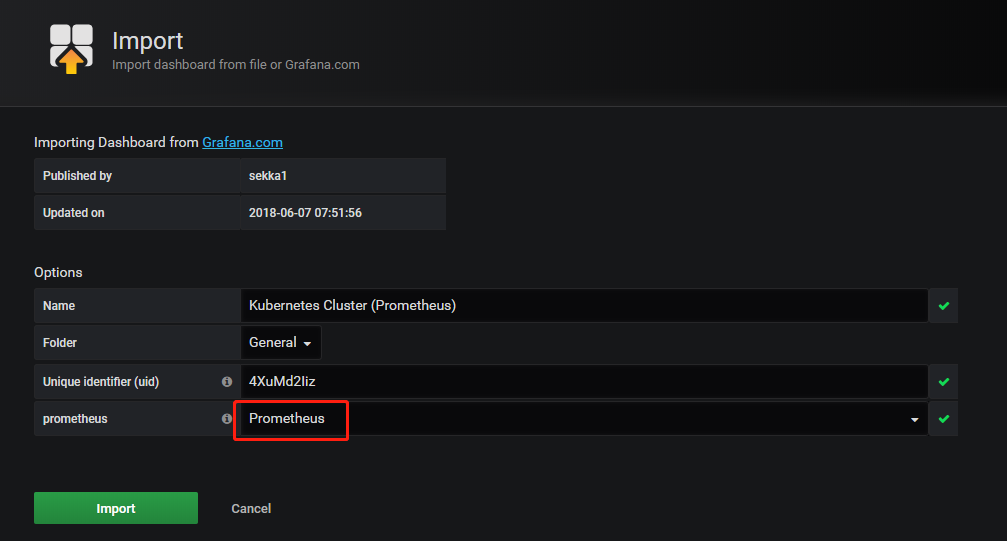 Import
Import dashboard from file or Grafana.com
Importing Dashboard from Grafana.com
Published by sekka1
Updated on 2018-06-07 07:51:56
Options
Name Kubernetes Cluster (Prometheus)
Folder General
Unique identifier (uid) 4XuMd2Iiz
prometheus Prometheus
Import Cancel